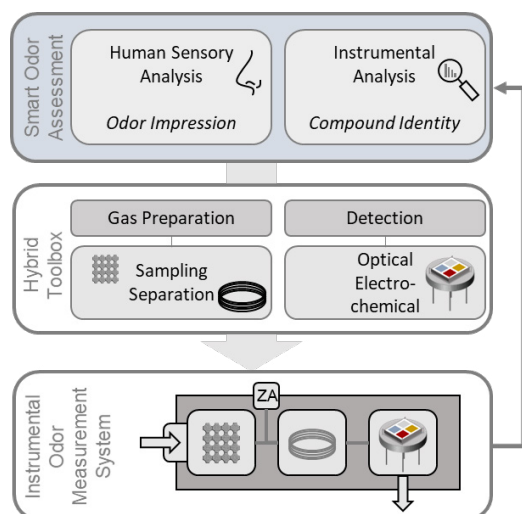 Smart Odor
Assessment
Human Sensory
Analysis
Odor Impression
Instrumental
Analysis
Compound Identity
Hybrid
Toolbox
Gas Preparation
Sampling
Separation
Detection
Optical
Electro-
chemical
Instrumental
Odor
Measurement
System
ZA